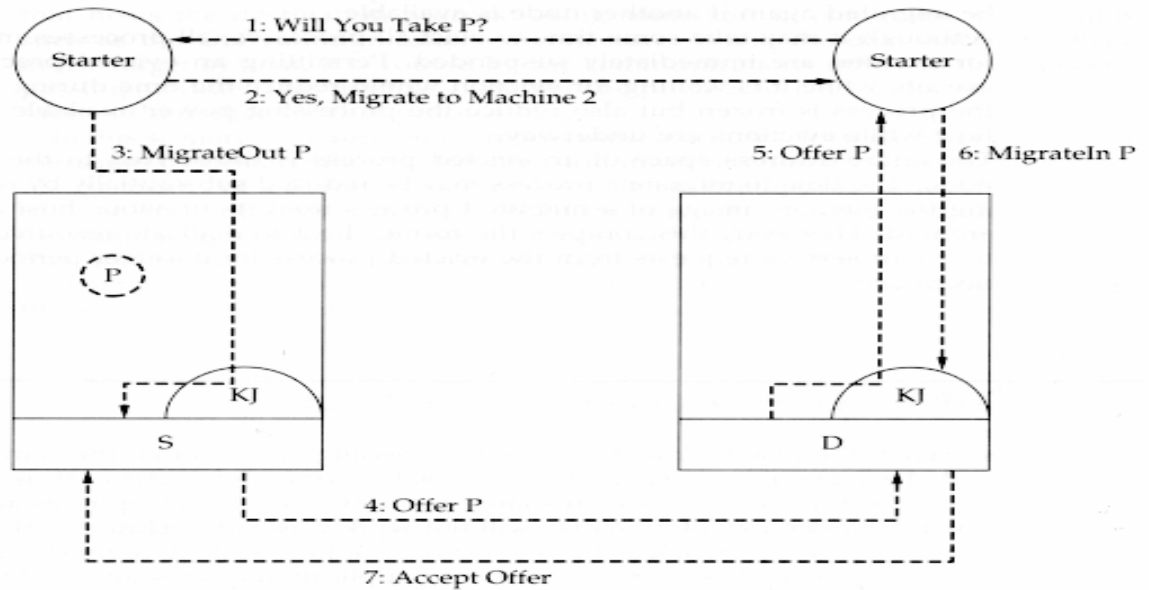 1: Will You Take P?
Starter
Starter
2: Yes, Migrate to Machine 2
3: MigrateOut P
5: Offer P
6: MigrateIn P
P
KJ
KJ
S
D
4: Offer P
7: Accept Offer